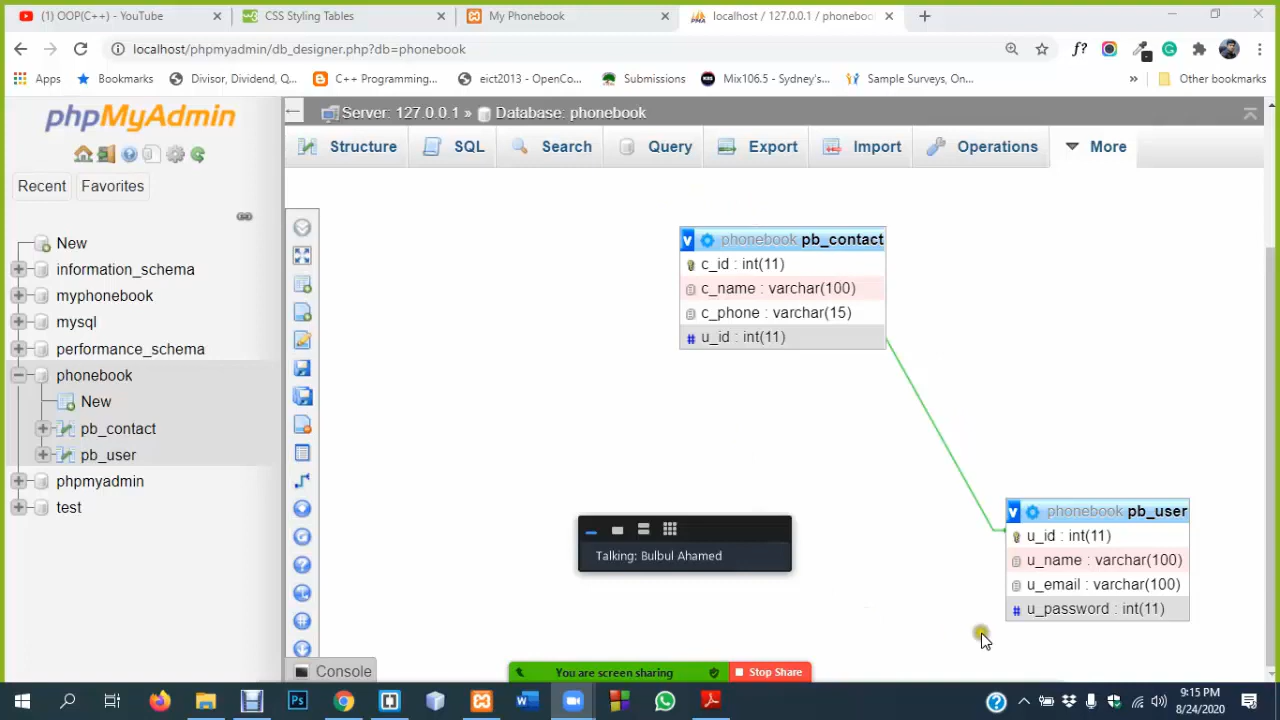 (1) OOP(C++) - YouTube
CSS Styling Tables
My Phonebook
localhost / 127.0.0.1 / phoneboo
localhost/phpmyadmin/db_designer.php?db=phonebook
f?
Apps
Bookmarks
Divisor, Dividend, Q...
C++ Programming...
eict2013 - OpenCo...
Submissions
Mix106.5 - Sydney's...
Sample Surveys, On...
»
Other bookmarks
phpMyAdmin
Recent
Favorites
New
information_schema
myphonebook
mysql
performance_schema
phonebook
New
pb_contact
pb_user
phpmyadmin
test
Server: 127.0.0.1 » Database: phonebook
Structure
SQL
Search
Query
Export
Import
Operations
More
v phonebook pb_contact
c_id : int(11)
c_name : varchar(100)
c_phone : varchar(15)
# u_id : int(11)
v phonebook pb_user
u_id : int(11)
u_name : varchar(100)
u_email : varchar(100)
# u_password : int(11)
Talking: Bulbul Ahamed
Console
You are screen sharing
Stop Share
9:15 PM
8/24/2020